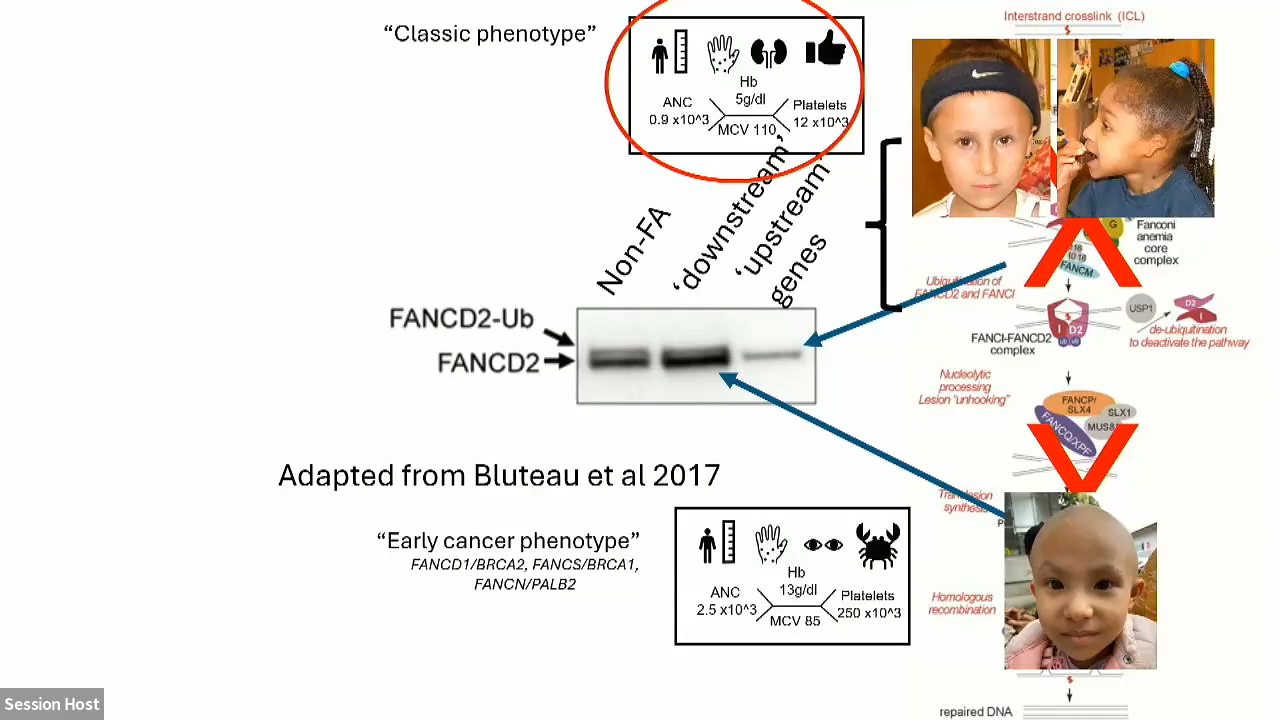 Interstrand crosslink (ICL)
“Classic phenotype”
Hb
5g/dl
ANC
0.9 x10^3
Platelets
12 x10^3
MCV 110
Non-FA
‘downstream’
‘upstream’
genes
G
Fanconi
anemia
core
complex
FANCM
Ubiquitination of
FANCD2 and FANCI
FANCD2-Ub
FANCD2
I
D2
Ub
Ub
USP1
D2
I
FANCI-FANCD2
complex
de-ubiquitination
to deactivate the pathway
Nucleolytic
processing
Lesion “unhooking”
FANCP/
SLX4
SLX1
MUS81
FANCQ/XPF
Adapted from Bluteau et al 2017
Translesion
synthesis
“Early cancer phenotype”
FANCD1/BRCA2, FANCS/BRCA1,
FANCN/PALB2
Hb
13g/dl
ANC
2.5 x10^3
Platelets
250 x10^3
MCV 85
Homologous
recombination
Session Host
repaired DNA